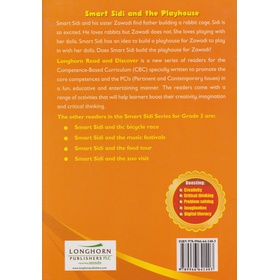 Smart Sidi and the Playhouse
Smart Sidi and his sister Zawadi find father building a rabbit cage. Sidi is
so excited. He loves rabbits but Zawadi does not. She loves playing with
her dolls. Smart Sidi has an idea to build a playhouse for Zawadi to play
in with her dolls. Does Smart Sidi build the playhouse for Zawadi?
Longhorn Read and Discover is a new series of readers for the
Competence-Based Curriculum (CBC) specially written to promote the
core competences and the PCIs (Pertinent and Contemporary Issues) in
a fun, educative and entertaining manner. The readers come with a
range of activities that will help learners boost their creativity, imagination
and critical thinking.
The other readers in the Smart Sidi Series for Grade 3 are:
Smart Sidi and the bicycle race
Smart Sidi and the music festivals
Smart Sidi and the food tour
Smart Sidi and the zoo visit
Boosting:
Creativity
Critical thinking
Problem solving
Imagination
Digital literacy
LONGHORN
PUBLISHERS PLC